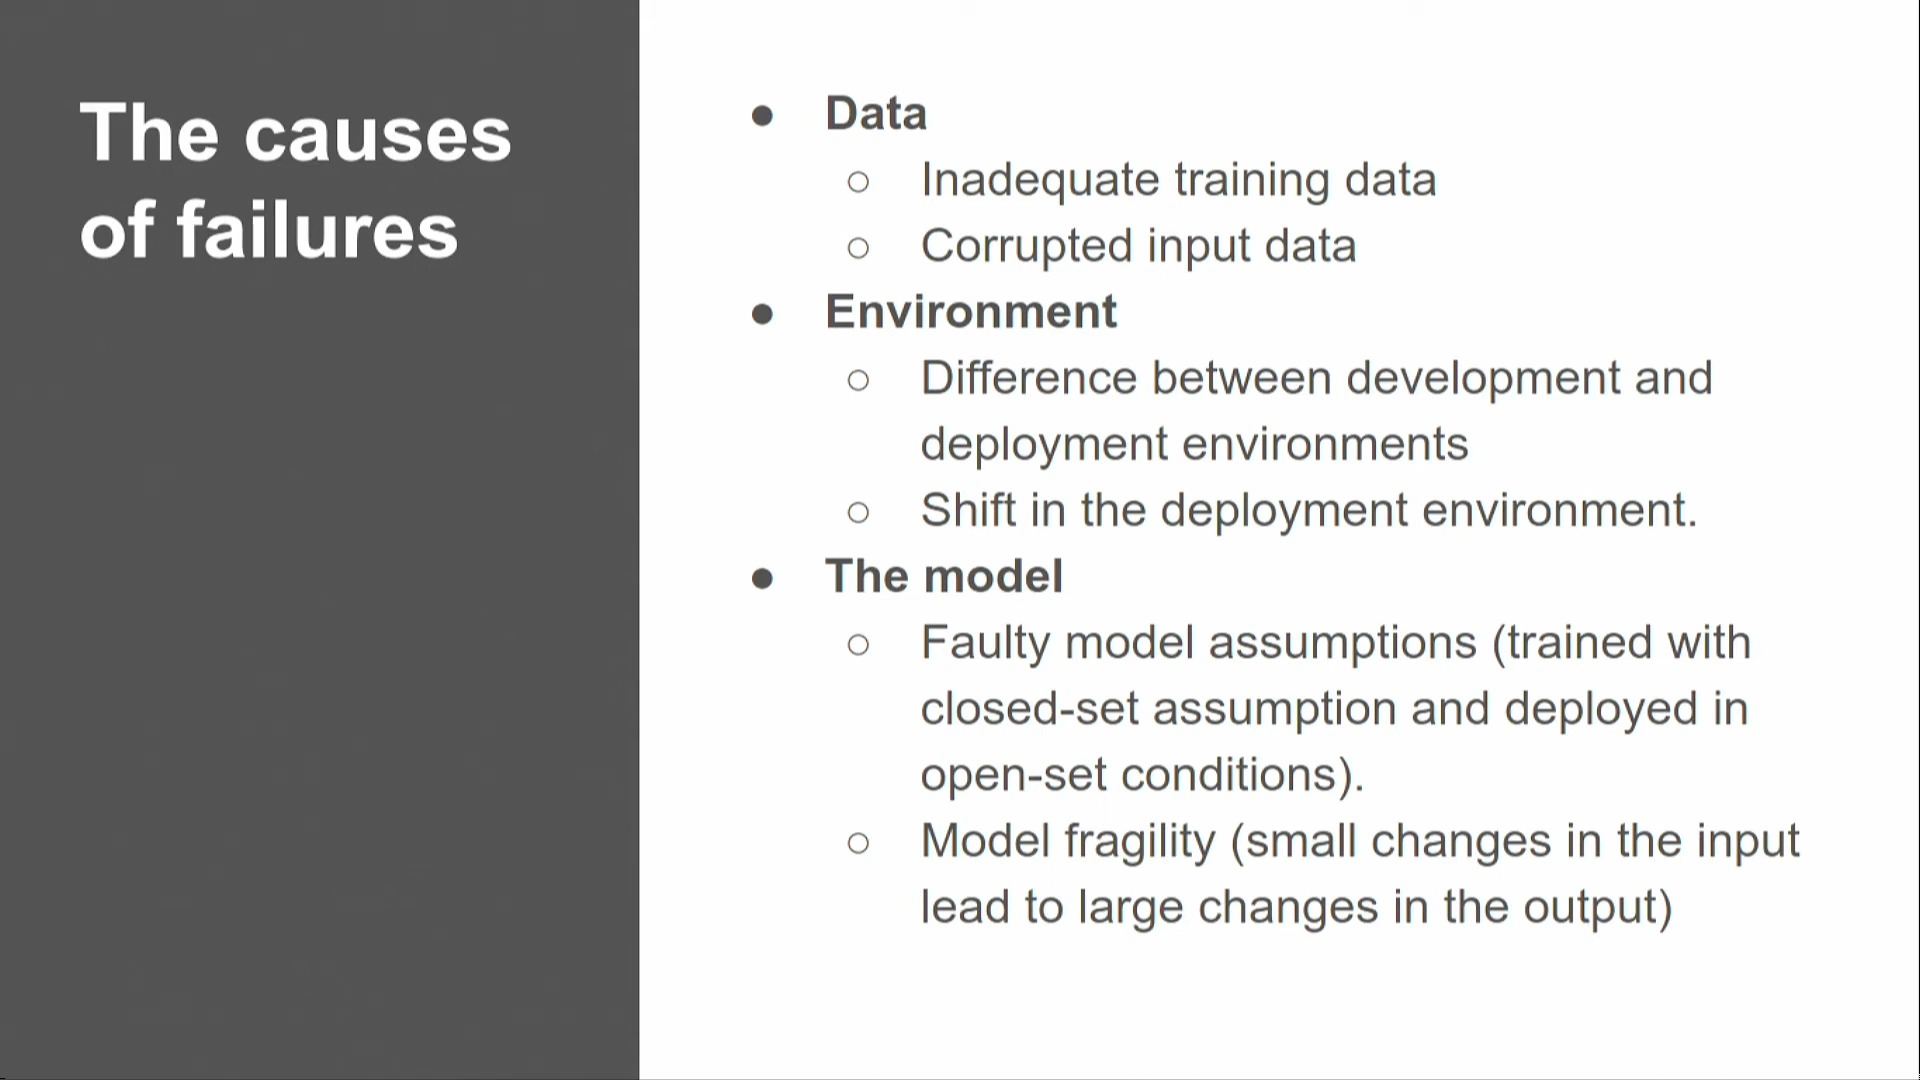 The causes
of failures
● Data
○ Inadequate training data
○ Corrupted input data
● Environment
○ Difference between development and
deployment environments
○ Shift in the deployment environment.
● The model
○ Faulty model assumptions (trained with
closed-set assumption and deployed in
open-set conditions).
○ Model fragility (small changes in the input
lead to large changes in the output)